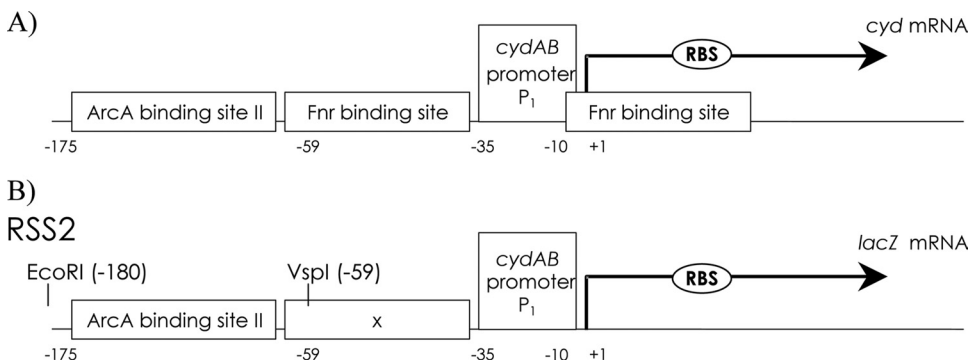 A)
cyd mRNA
cydAB
promoter
P1
RBS
ArcA binding site II
Fnr binding site
Fnr binding site
-175
-59
-35
-10
+1
B)
RSS2
lacZ mRNA
EcoRI (-180)
VspI (-59)
cydAB
promoter
P1
RBS
ArcA binding site II
x
-175
-59
-35
-10
+1